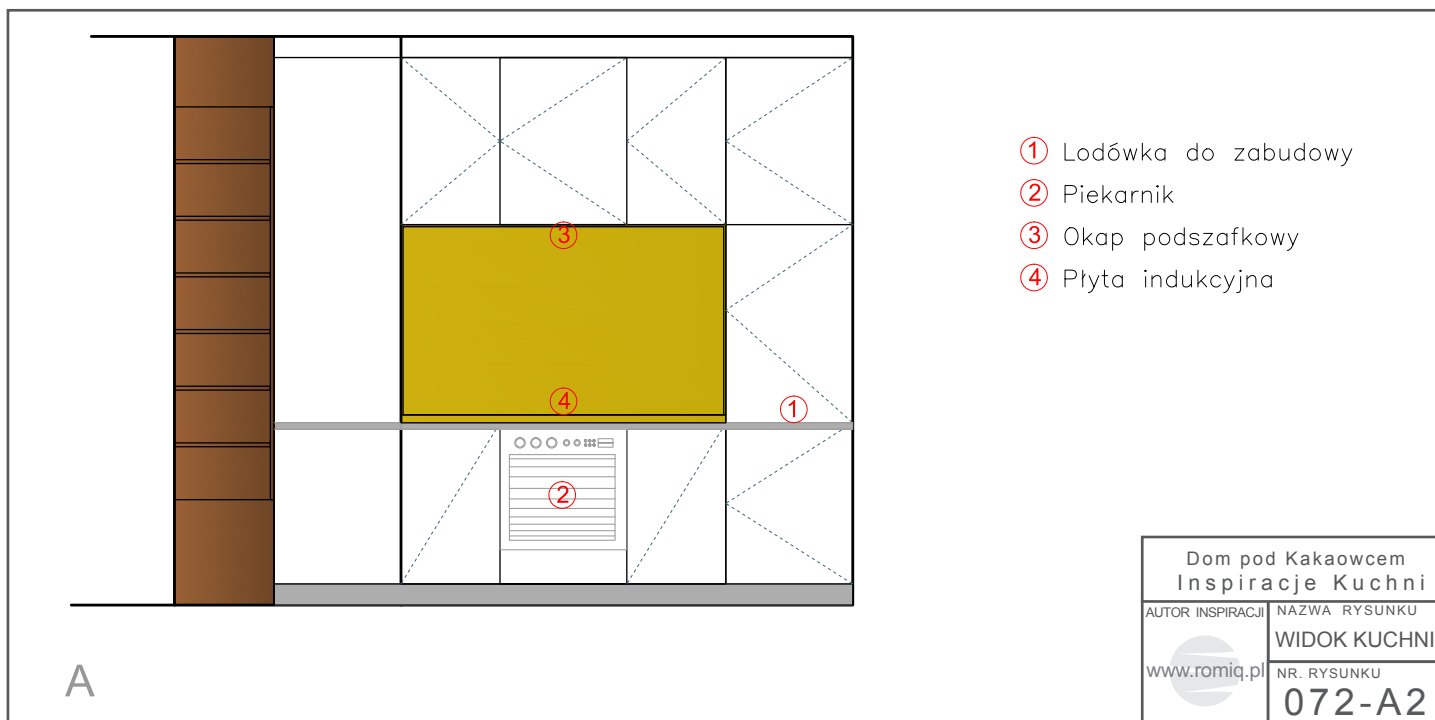 3
4
1
2
① Lodówka do zabudowy
② Piekarnik
③ Okap podszafkowy
④ Płyta indukcyjna
A
Dom pod Kakaowcem
Inspiracje Kuchni
AUTOR INSPIRACJI
www.romiq.pl
NAZWA RYSUNKU
WIDOK KUCHNI
NR. RYSUNKU
072-A2